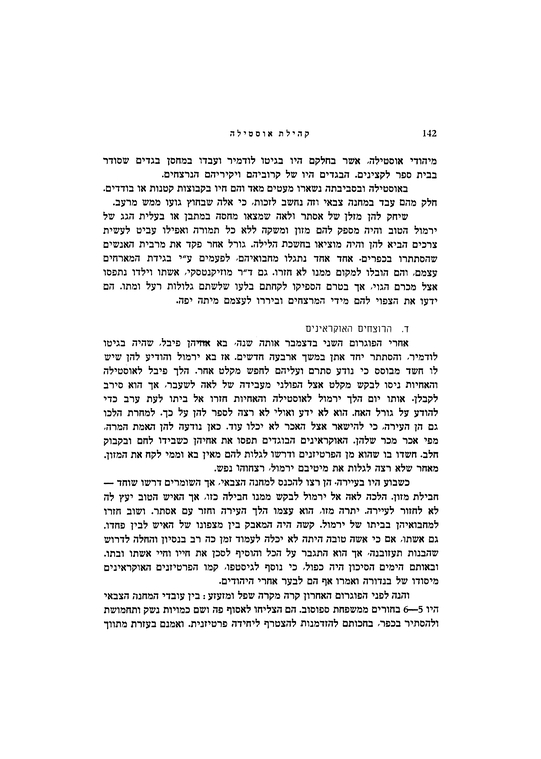 142
קהילת אוסטילה
מיהודי אוסטילה, אשר בחלקם היו בגיטו לודמיר ועבדו במחסן בגדים שסודר
בבית ספר לקצינים. הבגדים היו של קרוביהם ויקיריהם הנרצחים.
באוסטילה ובסביבתה נשארו מעטים מאד והם חיו בקבוצות קטנות או בודדים.
חלק מהם עבד במחנה צבאי וזה נחשב לזכות, כי אלה שבחוץ גועו ממש מרעב.
שיחק להן מזלן של אסתר ולאה שמצאו מחסה במתבן או בעלית הגג של
ירמול הטוב והיה מספק להם מזון ומשקה ללא כל תמורה ואפילו עביט לעשית
צרכים הביא להן והיה מוציאו בחשכת הלילה. גורל אחר פקד את מרבית האנשים
שהסתתרו בכפרים. אחד אחד נתגלו מחבואיהם, לפעמים ע״י בגידת המארחים
עצמם, והם הובלו למקום ממנו לא חזרו. גם ד״ר מוזיקנטסקי, אשתו וילדו נתפסו
אצל מכרם הגוי, אך בטרם הספיקו לקחתם בלעו שלשתם גלולות רעל ומתו. הם
ידעו את הצפוי להם מידי המרצחים וביררו לעצמם מיתה יפה.
ד. הרוצחים האוקראינים
אחרי הפוגרום השני בדצמבר אותה שנה, בא אחיהן פיבל, שהיה בגיטו
לודמיר, והסתתר יחד אתן במשך ארבעה חדשים. אז בא ירמול והודיע להן שיש
לו חשד מבוסס כי נודע סתרם ועליהם לחפש מקלט אחר. הלך פיבל לאוסטילה
והאחיות ניסו לבקש מקלט אצל הפולני מעבידה של לאה לשעבר, אך הוא סירב
לקבלן. אותו יום הלך ירמול לאוסטילה והאחיות חזרו אל ביתו לעת ערב כדי
להודע על גורל האח. הוא לא ידע ואולי לא רצה לספר להן על כך. למחרת הלכו
גם הן העירה, כי להישאר אצל האכר לא יכלו עוד. כאן נודעה להן האמת המרה,
מפי אכר מכר שלהן. האוקראינים הבוגדים תפסו את אחיהן כשבידו לחם ובקבוק
חלב. חשדו בו שהוא מן הפרטיזנים ודרשו לגלות להם מאין בא וממי לקח את המזון.
מאחר שלא רצה לגלות את מיטיבם ירמול, רצחוהו נפש.
כשבוע היו בעיירה, הן רצו להכנס למחנה הצבאי, אך השומרים דרשו שוחד —
חבילת מזון. הלכה לאה אל ירמול לבקש ממנו חבילה כזו, אך האיש הטוב יעץ לה
לא לחזור לעיירה. יתרה מזו, הוא עצמו הלך העירה וחזר עם אסתר. ושוב חזרו
למחבואיהן בביתו של ירמול. קשה היה המאבק בין מצפונו של האיש לבין פחדו.
גם אשתו, אם כי אשה טובה היתה לא יכלה לעמוד זמן כה רב בנסיון והחלה לדרוש
שהבנות תעזובנה, אך הוא התגבר על הכל והוסיף לסכן את חייו וחיי אשתו ובתו.
ובאותם הימים הסיכון היה כפול, כי נוסף לגיסטפו, קמו הפרטיזנים האוקראינים
מיסודו של בנדורה ואמרו אף הם לבער אחרי היהודים.
והנה לפני הפוגרום האחרון קרה מקרה שפל ומזעזע: בין עובדי המחנה הצבאי
היו 5—6 בחורים ממשפחת ספוסוב. הם הצליחו לאסוף פה ושם כמויות נשק ותחמושת
ולהסתיר בכפר, בחכותם להזדמנות להצטרף ליחידה פרטיזנית. ואמנם בעזרת מתווך